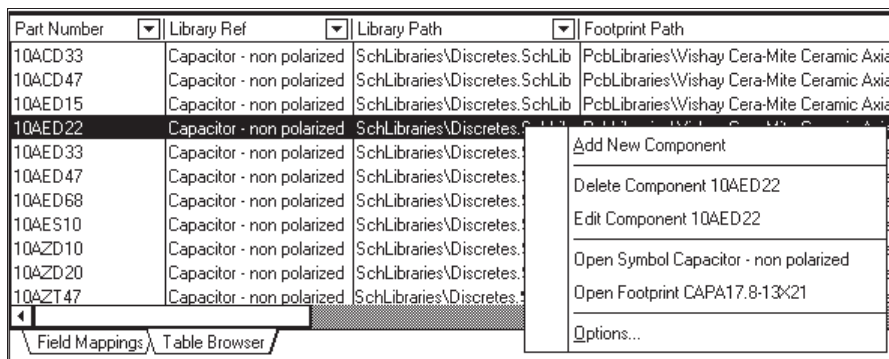 Part Number Library Ref Library Path Footprint Path
10ACD33 Capacitor - non polarized SchLibraries\Discretes.SchLib PcbLibraries\Vishay Cera-Mite Ceramic Axia
10ACD47 Capacitor - non polarized SchLibraries\Discretes.SchLib PcbLibraries\Vishay Cera-Mite Ceramic Axia
10AED15 Capacitor - non polarized SchLibraries\Discretes.SchLib PcbLibraries\Vishay Cera-Mite Ceramic Axia
10AED22 Capacitor - non polarized SchLibraries\Discretes.
Add New Component
10AED33 Capacitor - non polarized SchLibraries\Discretes.
10AED47 Capacitor - non polarized SchLibraries\Discretes.
Delete Component 10AED22
10AED68 Capacitor - non polarized SchLibraries\Discretes.
Edit Component 10AED22
10AES10 Capacitor - non polarized SchLibraries\Discretes.
10AZD10 Capacitor - non polarized SchLibraries\Discretes.
Open Symbol Capacitor - non polarized
10AZD20 Capacitor - non polarized SchLibraries\Discretes.
10AZT47 Capacitor - non polarized SchLibraries\Discretes.
Open Footprint CAPA17.8-13X21
Options...
Field Mappings Table Browser